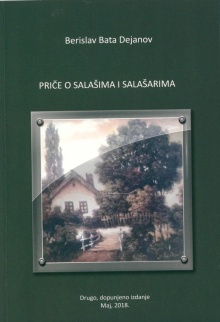 Berislav Bata Dejanov
PRIČE O SALAŠIMA I SALAŠARIMA
Drugo, dopunjeno izdanje
Maj, 2018.